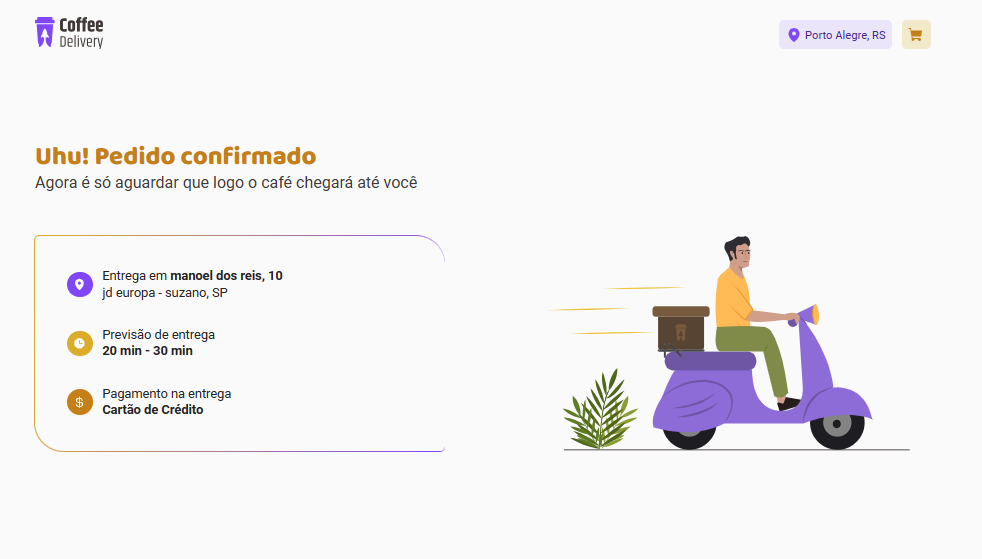 Coffee
Delivery
Porto Alegre, RS
Uhu! Pedido confirmado
Agora é só aguardar que logo o café chegará até você
Entrega em manoel dos reis, 10
jd europa - suzano, SP
Previsão de entrega
20 min - 30 min
$
Pagamento na entrega
Cartão de Crédito